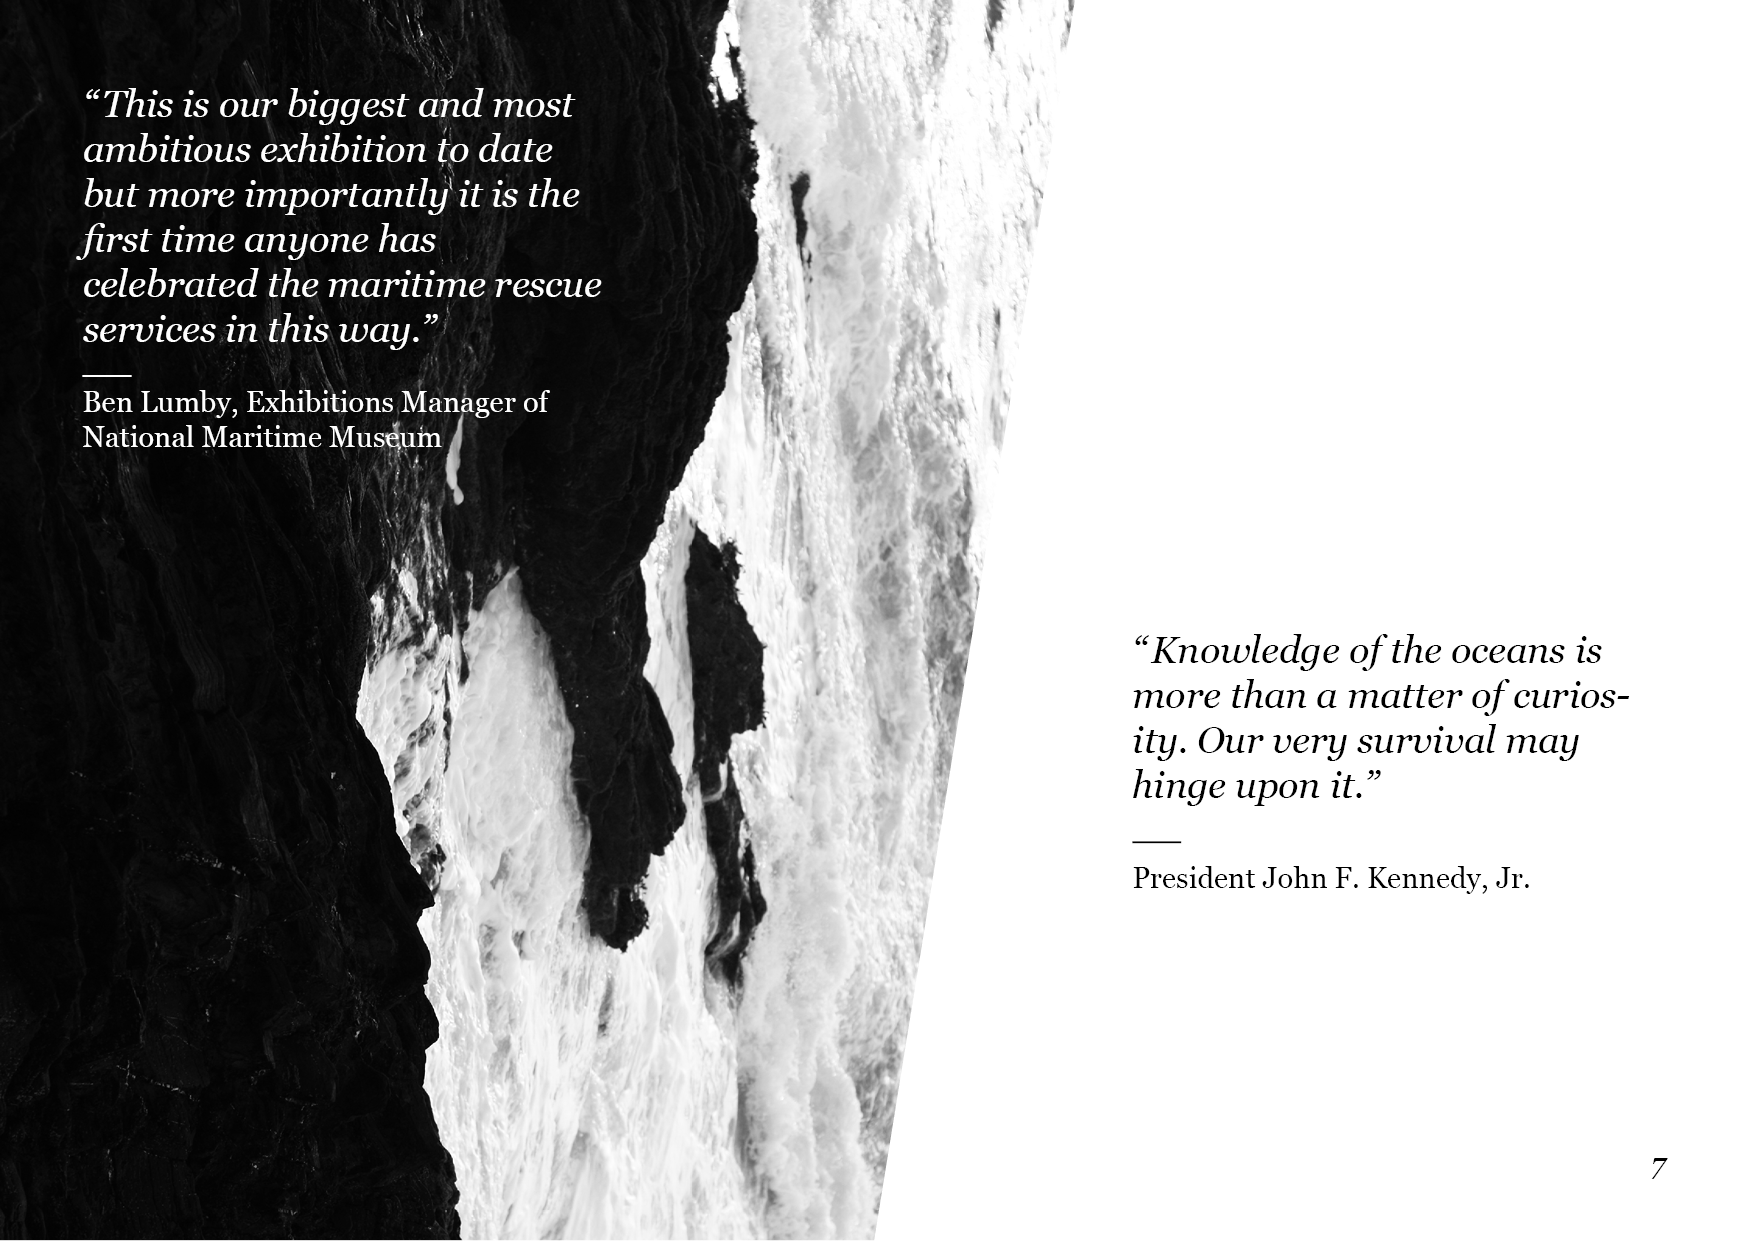 “This is our biggest and most
ambitious exhibition to date
but more importantly it is the
first time anyone has
celebrated the maritime rescue
services in this way.”
Ben Lumby, Exhibitions Manager of
National Maritime Museum
“Knowledge of the oceans is
more than a matter of curios-
ity. Our very survival may
hinge upon it.”
President John F. Kennedy, Jr.
7